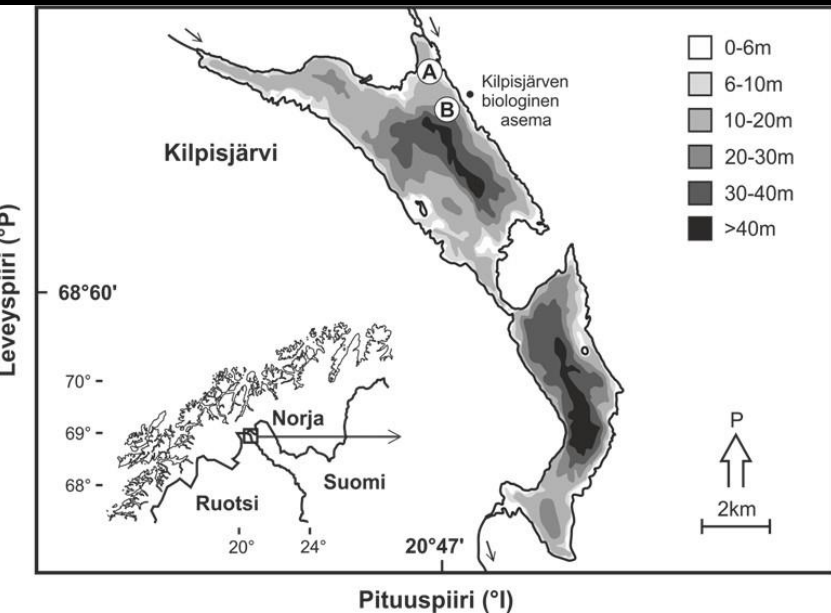 A
B
Kilpisjärven
biologinen
asema
Kilpisjärvi
0-6m
6-10m
10-20m
20-30m
30-40m
>40m
Leveyspiiri (°P)
68°60'
70°
69°
68°
Norja
Suomi
Ruotsi
20°
24°
20°47'
P
2km
Pituuspiiri (°I)